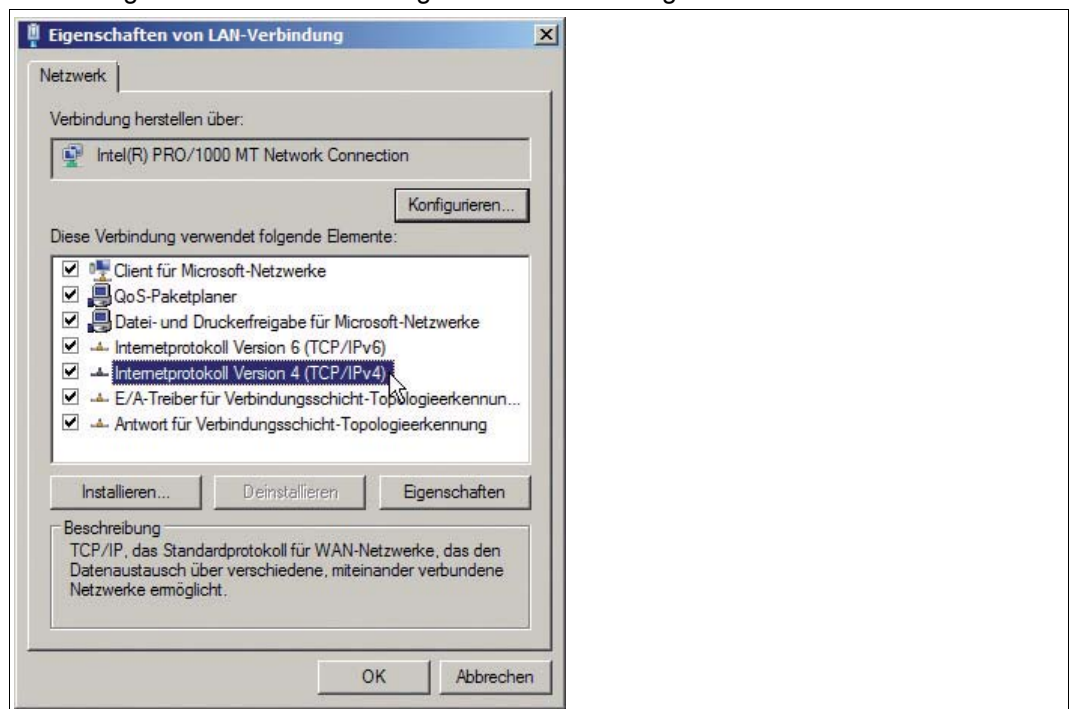 Eigenschaften von LAN-Verbindung
Netzwerk
Verbindung herstellen über:
Intel(R) PRO/1000 MT Network Connection
Konfigurieren...
Diese Verbindung verwendet folgende Elemente:
Client für Microsoft-Netzwerke
QoS-Paketplaner
Datei- und Druckerfreigabe für Microsoft-Netzwerke
Internetprotokoll Version 6 (TCP/IPv6)
Internetprotokoll Version 4 (TCP/IPv4)
E/A-Treiber für Verbindungsschicht-Topologieerkennun...
Antwort für Verbindungsschicht-Topologieerkennung
Installieren... Deinstallieren Eigenschaften
Beschreibung
TCP/IP, das Standardprotokoll für WAN-Netzwerke, das den
Datenaustausch über verschiedene, miteinander verbundene
Netzwerke ermöglicht.
OK Abbrechen